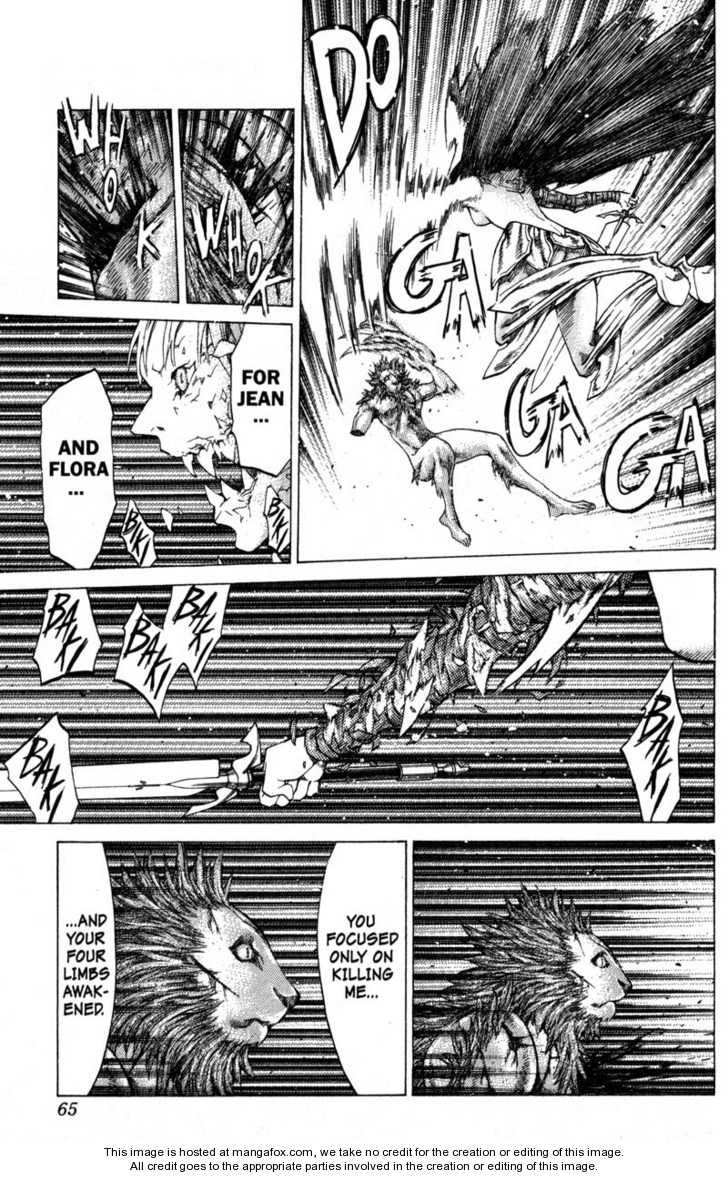 DO
GA
GA
GA
WHOK
WHOK
FOR
JEAN
...
AND
FLORA
...
BAKI
BAKI
BAKI
BAKI
BAKI
BAKI
BAKI
YOU
FOCUSED
ONLY ON
KILLING
ME...
...AND
YOUR
FOUR
LIMBS
AWAK-
ENED.
65
This image is hosted at mangafox.com, we take no credit for the creation or editing of this image.
All credit goes to the appropriate parties involved in the creation or editing of this image.